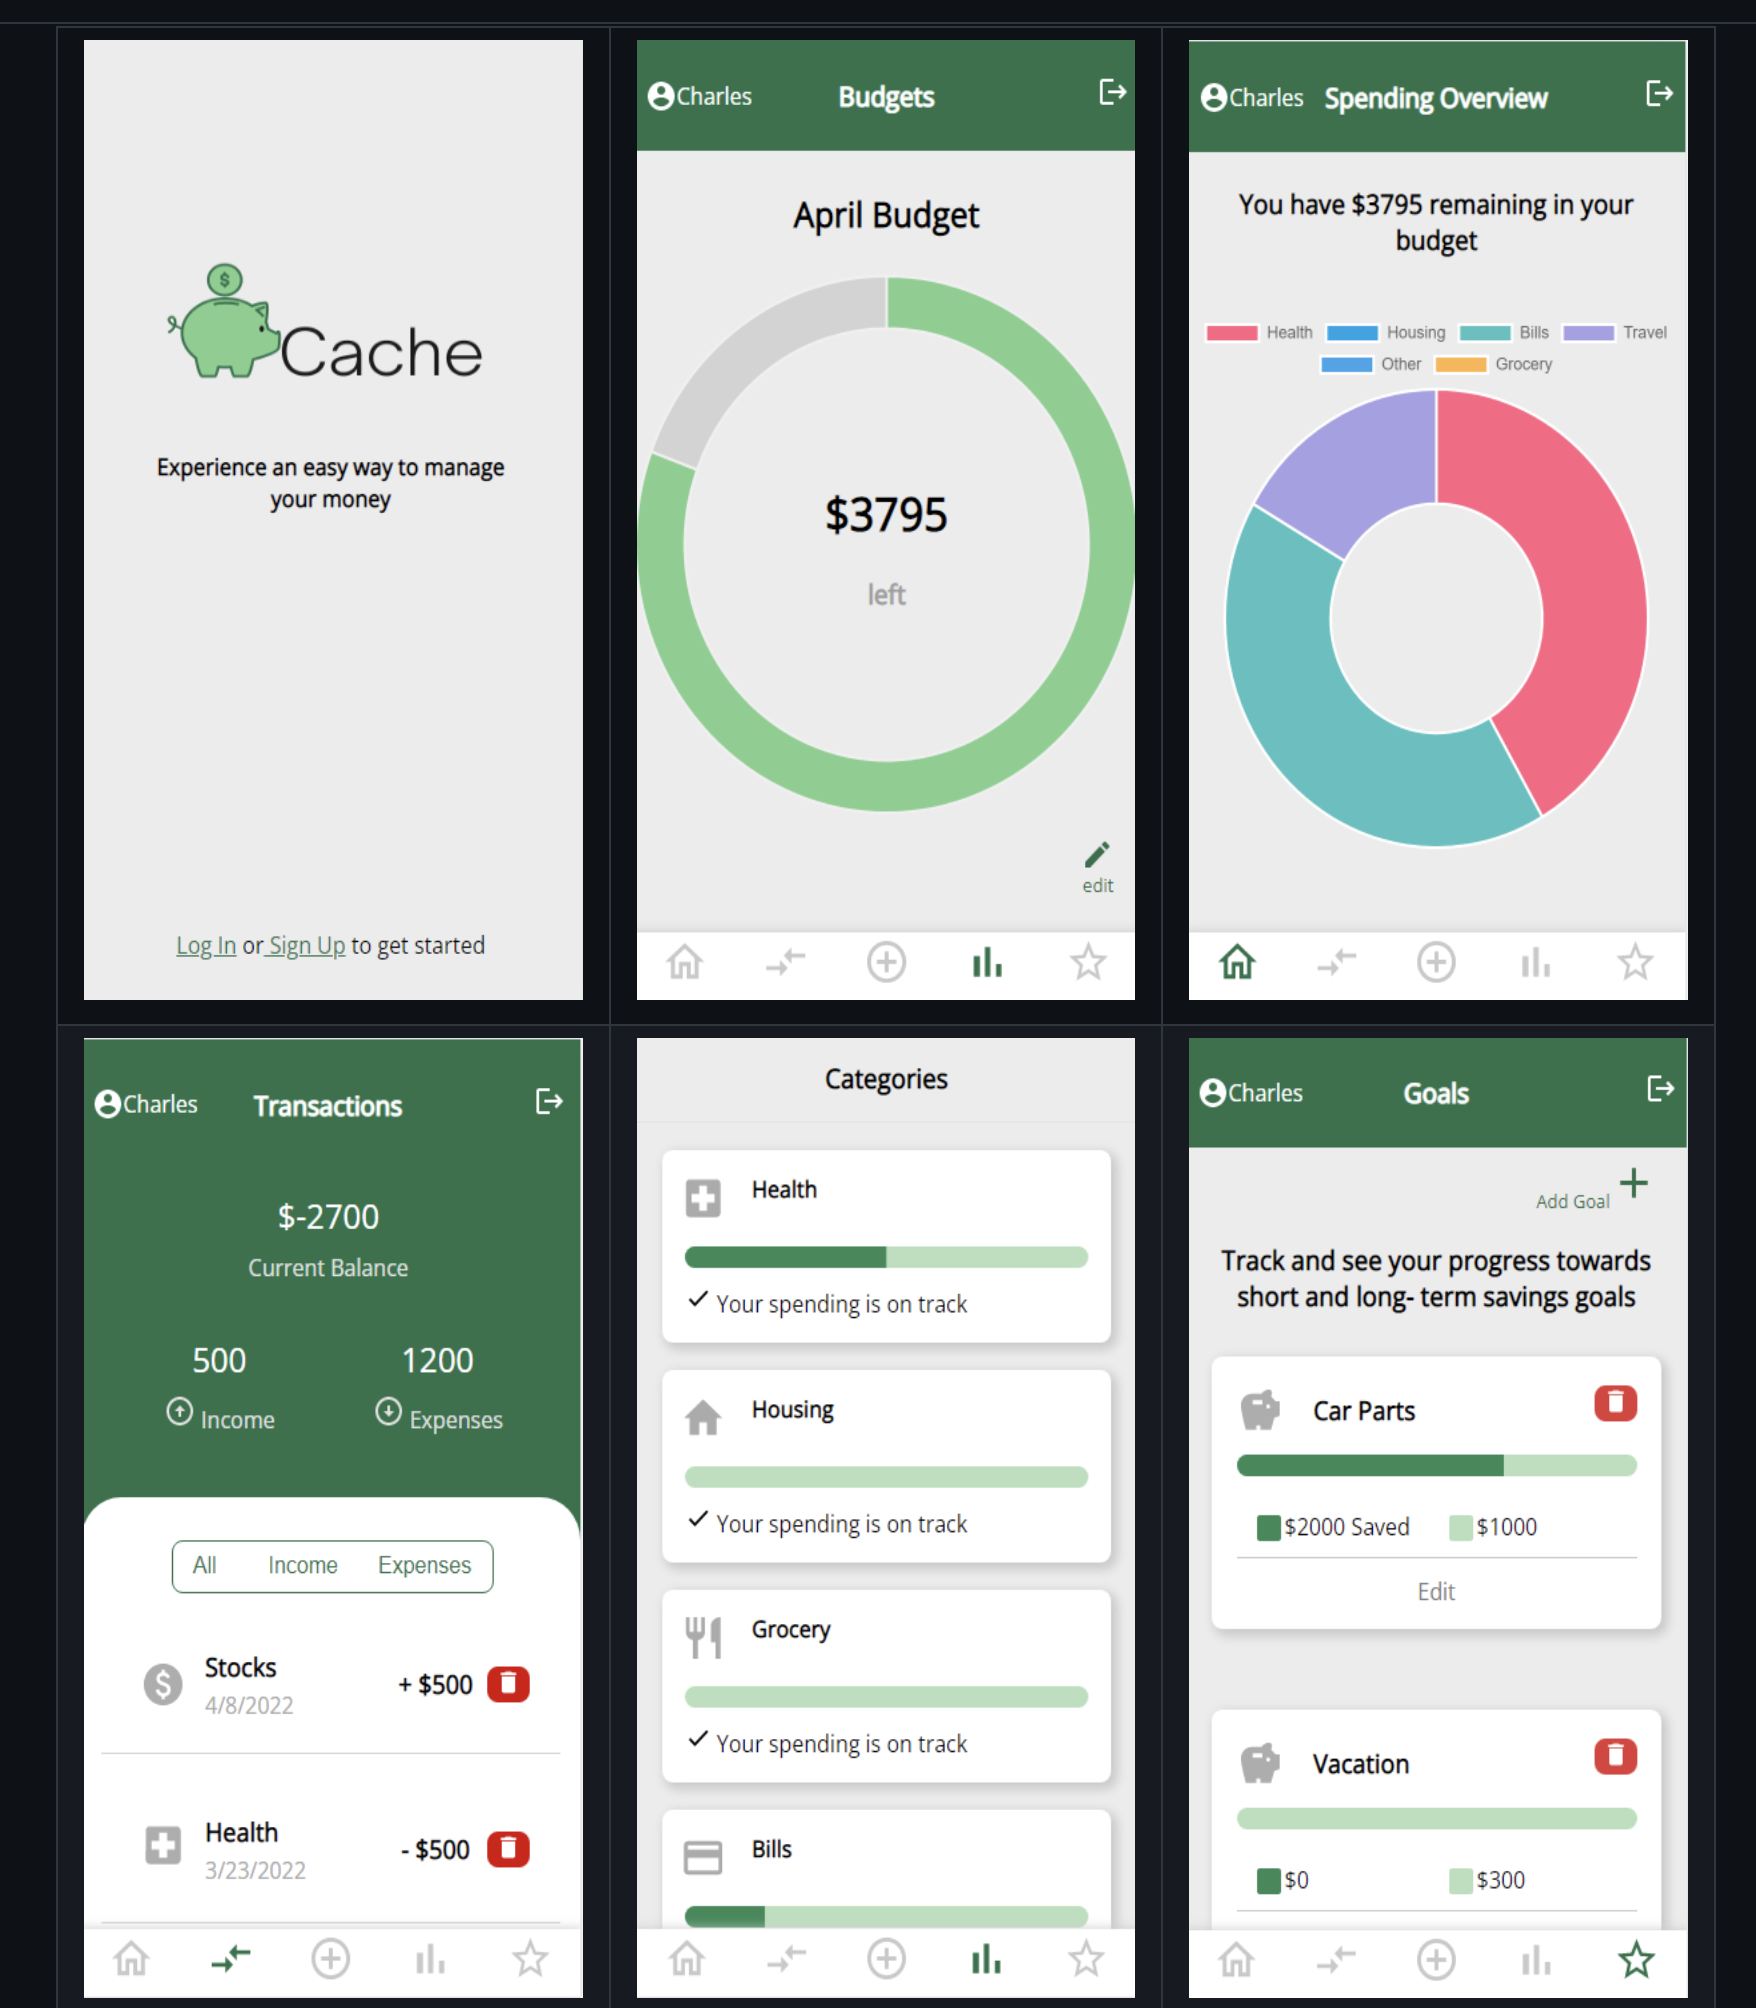 $
Cache
Experience an easy way to manage
your money
Log In or Sign Up to get started
Charles
Budgets
April Budget
$3795
left
edit
Charles
Spending Overview
You have $3795 remaining in your
budget
Health
Housing
Bills
Travel
Other
Grocery
Charles
Transactions
$-2700
Current Balance
500
1200
Income
Expenses
All
Income
Expenses
Stocks
+ $500
4/8/2022
Health
- $500
3/23/2022
Categories
Health
Your spending is on track
Housing
Your spending is on track
Grocery
Your spending is on track
Bills
Charles
Goals
Add Goal
Track and see your progress towards
short and long- term savings goals
Car Parts
$2000 Saved
$1000
Edit
Vacation
$0
$300